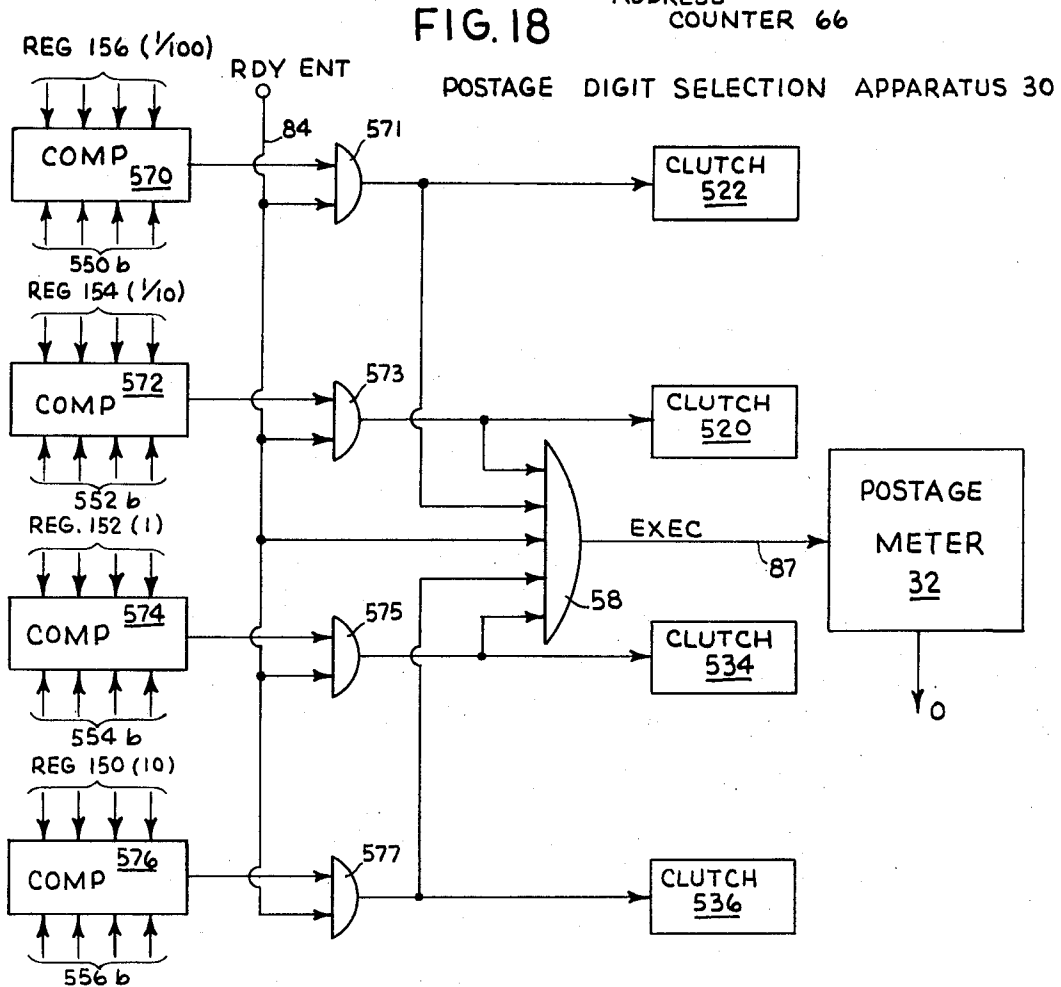 ADDRESS
COUNTER 66
FIG. 18
POSTAGE DIGIT SELECTION APPARATUS 30
REG 156 (1/100)
RDY ENT
84
571
COMP 570
CLUTCH
522
550 b
REG 154 (1/10)
573
572
COMP
CLUTCH
520
552 b
REG. 152 (1)
POSTAGE
METER
32
EXEC
87
58
574
COMP
575
CLUTCH
534
O
554 b
REG 150 (10)
577
576
COMP
CLUTCH
536
556 b